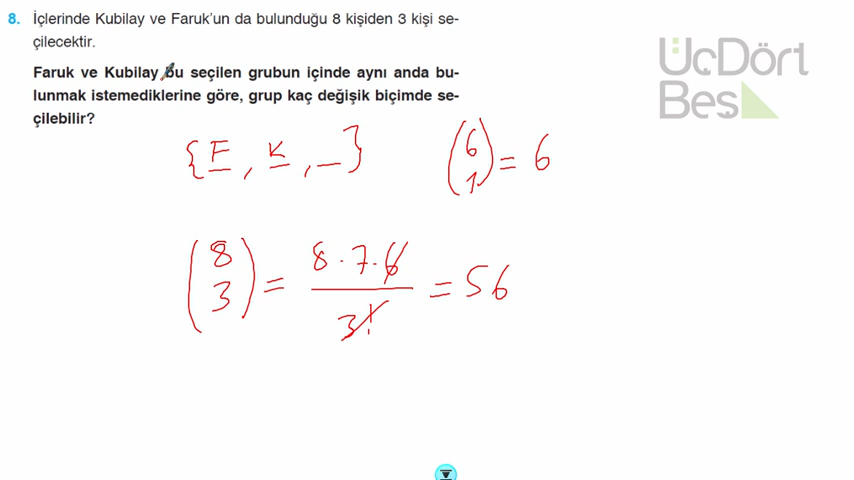 8. İçlerinde Kubilay ve Faruk'un da bulunduğu 8 kişiden 3 kişi se-
çilecektir.
Faruk ve Kubilay bu seçilen grubun içinde aynı anda bu-
lunmak istemediklerine göre, grup kaç değişik biçimde se-
çilebilir?
ÜçDört
Beş
{F, K, _} (6 1) = 6
(8 3) = 8·7·6 / 3! = 56